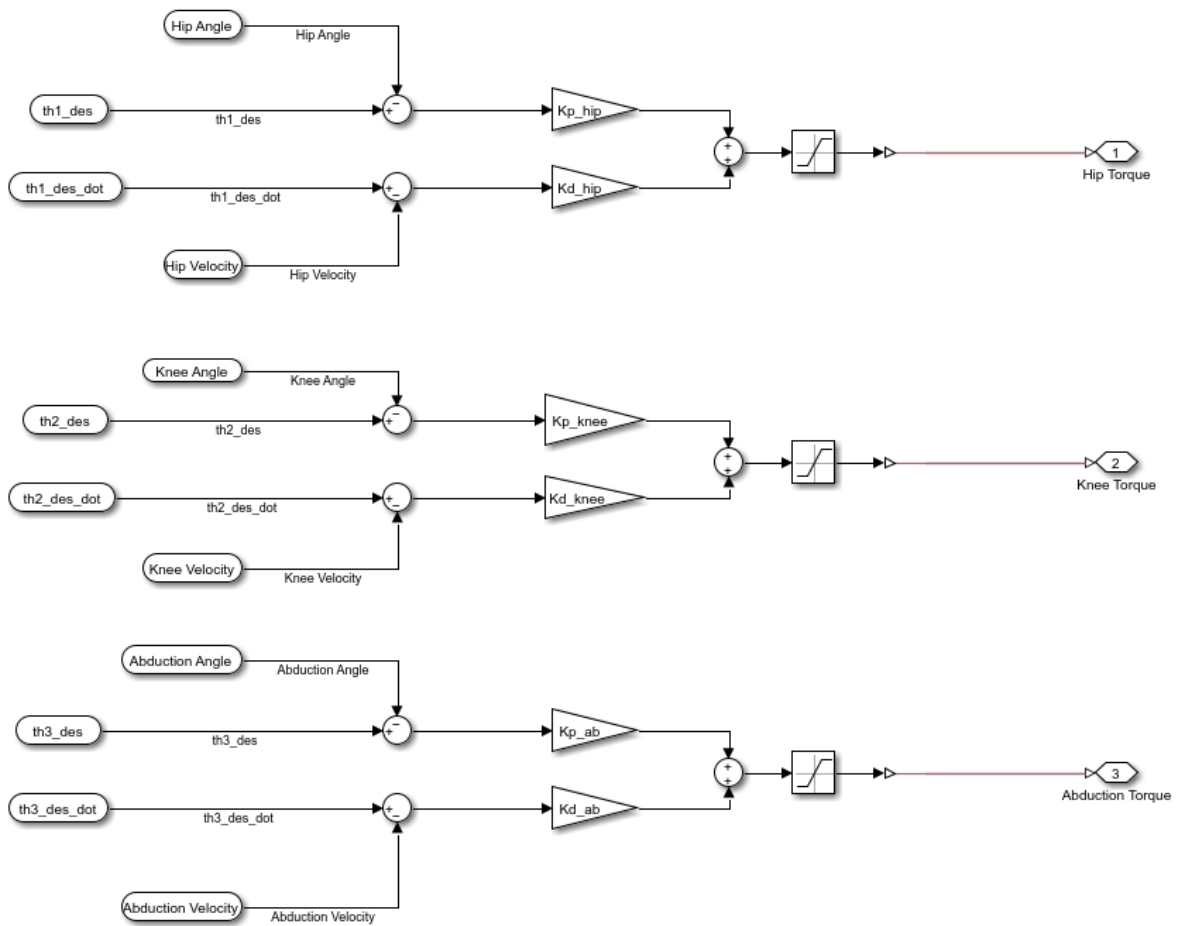 Hip Angle
Hip Angle
th1_des
th1_des
Kp_hip
th1_des_dot
th1_des_dot
Kd_hip
1
Hip Torque
Hip Velocity
Hip Velocity
Knee Angle
Knee Angle
th2_des
th2_des
Kp_knee
th2_des_dot
th2_des_dot
Kd_knee
2
Knee Torque
Knee Velocity
Knee Velocity
Abduction Angle
Abduction Angle
th3_des
th3_des
Kp_ab
th3_des_dot
th3_des_dot
Kd_ab
3
Abduction Torque
Abduction Velocity
Abduction Velocity